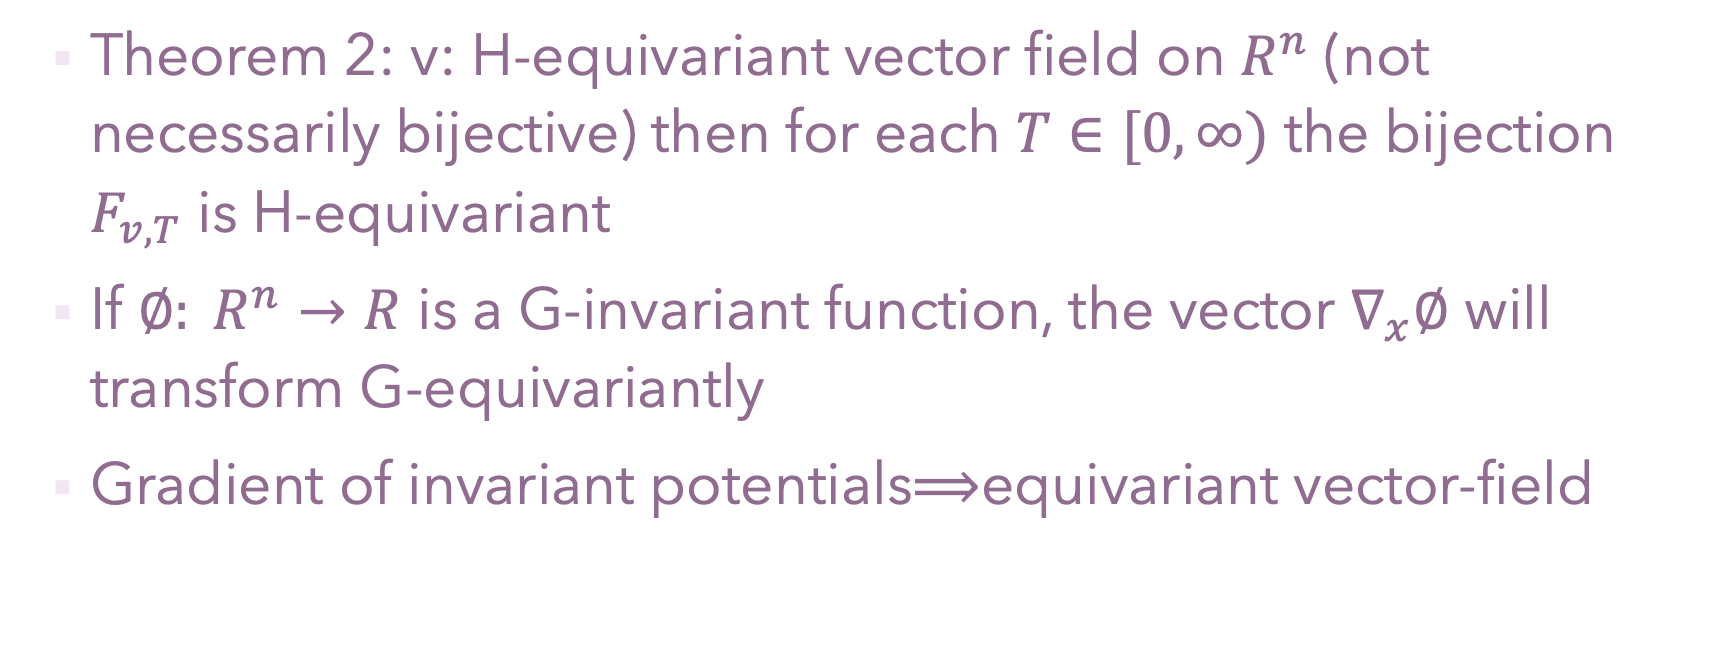 ▪ Theorem 2: v: H-equivariant vector field on 𝑅ⁿ (not
necessarily bijective) then for each 𝑇 ∈ [0, ∞) the bijection
𝐹_{𝑣,𝑇} is H-equivariant
▪ If ∅: 𝑅ⁿ → 𝑅 is a G-invariant function, the vector ∇ₓ∅ will
transform G-equivariantly
▪ Gradient of invariant potentials⟹equivariant vector-field